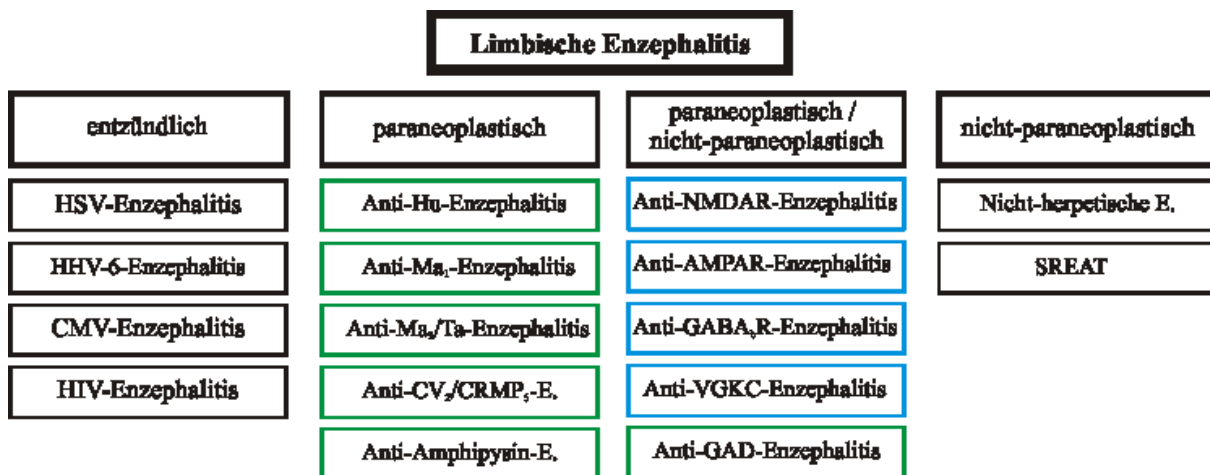 Limbische Enzephalitis
entzündlich
paraneoplastisch
paraneoplastisch /
nicht-paraneoplastisch
nicht-paraneoplastisch
HSV-Enzephalitis
Anti-Hu-Enzephalitis
Anti-NMDAR-Enzephalitis
Nicht-herpetische E.
HHV-6-Enzephalitis
Anti-Ma₁-Enzephalitis
Anti-AMPAR-Enzephalitis
SREAT
CMV-Enzephalitis
Anti-Ma₂/Ta-Enzephalitis
Anti-GABA R-Enzephalitis
HIV-Enzephalitis
Anti-CV /CRMP₅-E.
Anti-VGKC-Enzephalitis
Anti-Amphipysin-E.
Anti-GAD-Enzephalitis